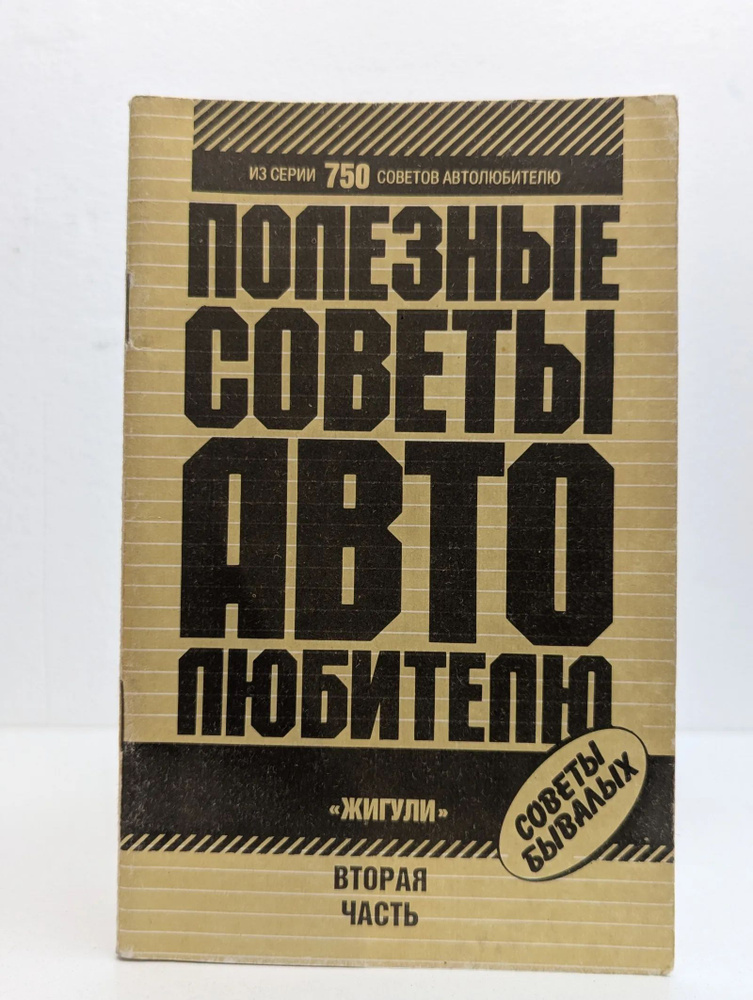 ИЗ СЕРИИ 750 СОВЕТОВ АВТОЛЮБИТЕЛЮ
ПОЛЕЗНЫЕ
СОВЕТЫ
АВТО
ЛЮБИТЕЛЮ
«ЖИГУЛИ»
СОВЕТЫ
БЫВАЛЫХ
ВТОРАЯ
ЧАСТЬ